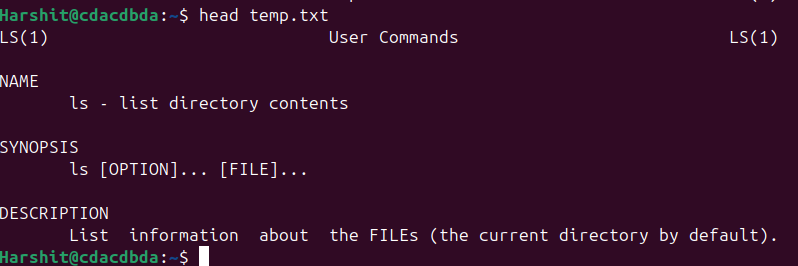 Harshit@cdacdbda:~$ head temp.txt
LS(1) User Commands LS(1)
NAME
ls - list directory contents
SYNOPSIS
ls [OPTION]... [FILE]...
DESCRIPTION
List information about the FILEs (the current directory by default).
Harshit@cdacdbda:~$